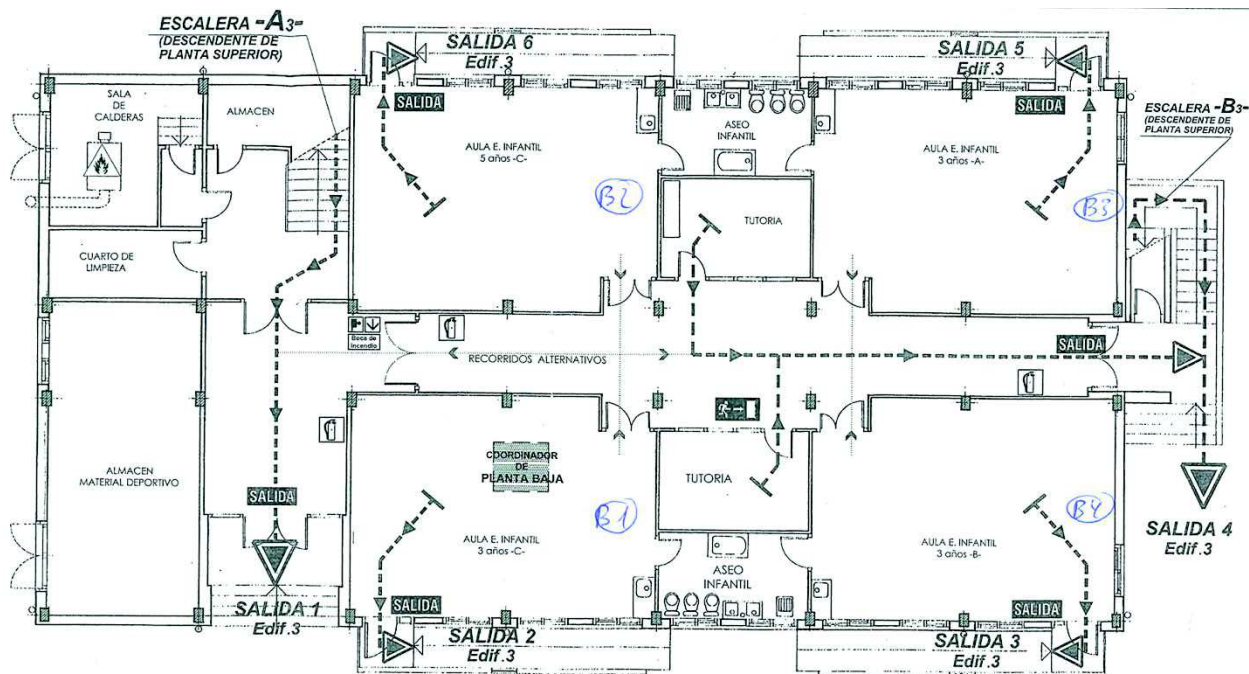 ESCALERA -A3-
(DESCENDENTE DE
PLANTA SUPERIOR)
SALIDA 6
Edif.3
SALIDA 5
Edif.3
ESCALERA -B3-
(DESCENDENTE DE
PLANTA SUPERIOR)
SALA
DE
CALDERAS
ALMACEN
SALIDA
SALIDA
ASEO
INFANTIL
AULA E. INFANTIL
5 años -C-
AULA E. INFANTIL
3 años -A-
B2
B3
TUTORIA
CUARTO DE
LIMPIEZA
Boca de
Incendio
RECORRIDOS ALTERNATIVOS
SALIDA
COORDINADOR
DE
PLANTA BAJA
ALMACEN
MATERIAL DEPORTIVO
TUTORIA
SALIDA
B1
B4
AULA E. INFANTIL
3 años -C-
AULA E. INFANTIL
3 años -B-
SALIDA 4
Edif.3
ASEO
INFANTIL
SALIDA
SALIDA
SALIDA 1
Edif.3
SALIDA 2
Edif.3
SALIDA 3
Edif.3